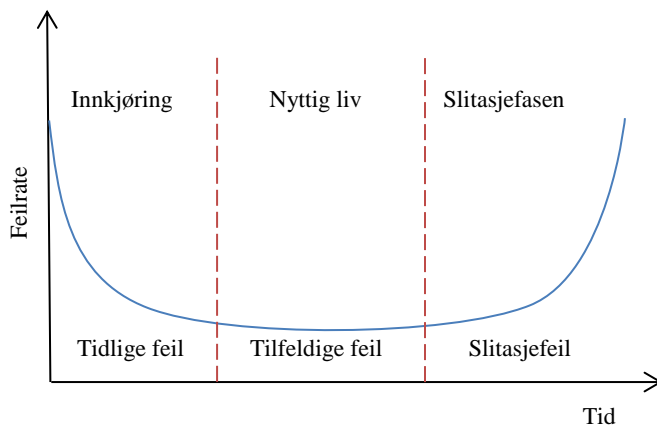 Innkjøring
Nyttig liv
Slitasjefasen
Feilrate
Tidlige feil
Tilfeldige feil
Slitasjefeil
Tid